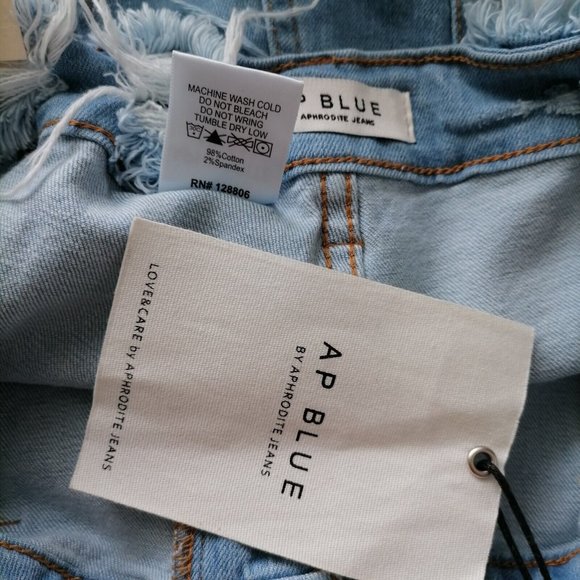 MACHINE WASH COLD
DO NOT BLEACH
DO NOT WRING
TUMBLE DRY LOW
98%Cotton
2%Spandex
RN# 128806
P BLUE
APHRODITE JEANS
AP BLUE
BY APHRODITE JEANS
LOVE&CARE by APHRODITE JEANS